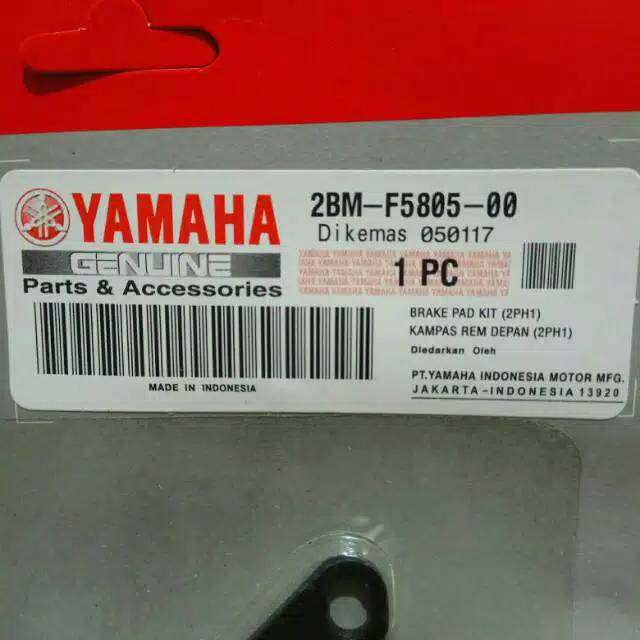 YAMAHA
GENUINE
Parts & Accessories
2BM-F5805-00
Dikemas 050117
1 PC
BRAKE PAD KIT (2PH1)
KAMPAS REM DEPAN (2PH1)
Diedarkan Oleh
PT.YAMAHA INDONESIA MOTOR MFG.
JAKARTA-INDONESIA 13920
MADE IN INDONESIA